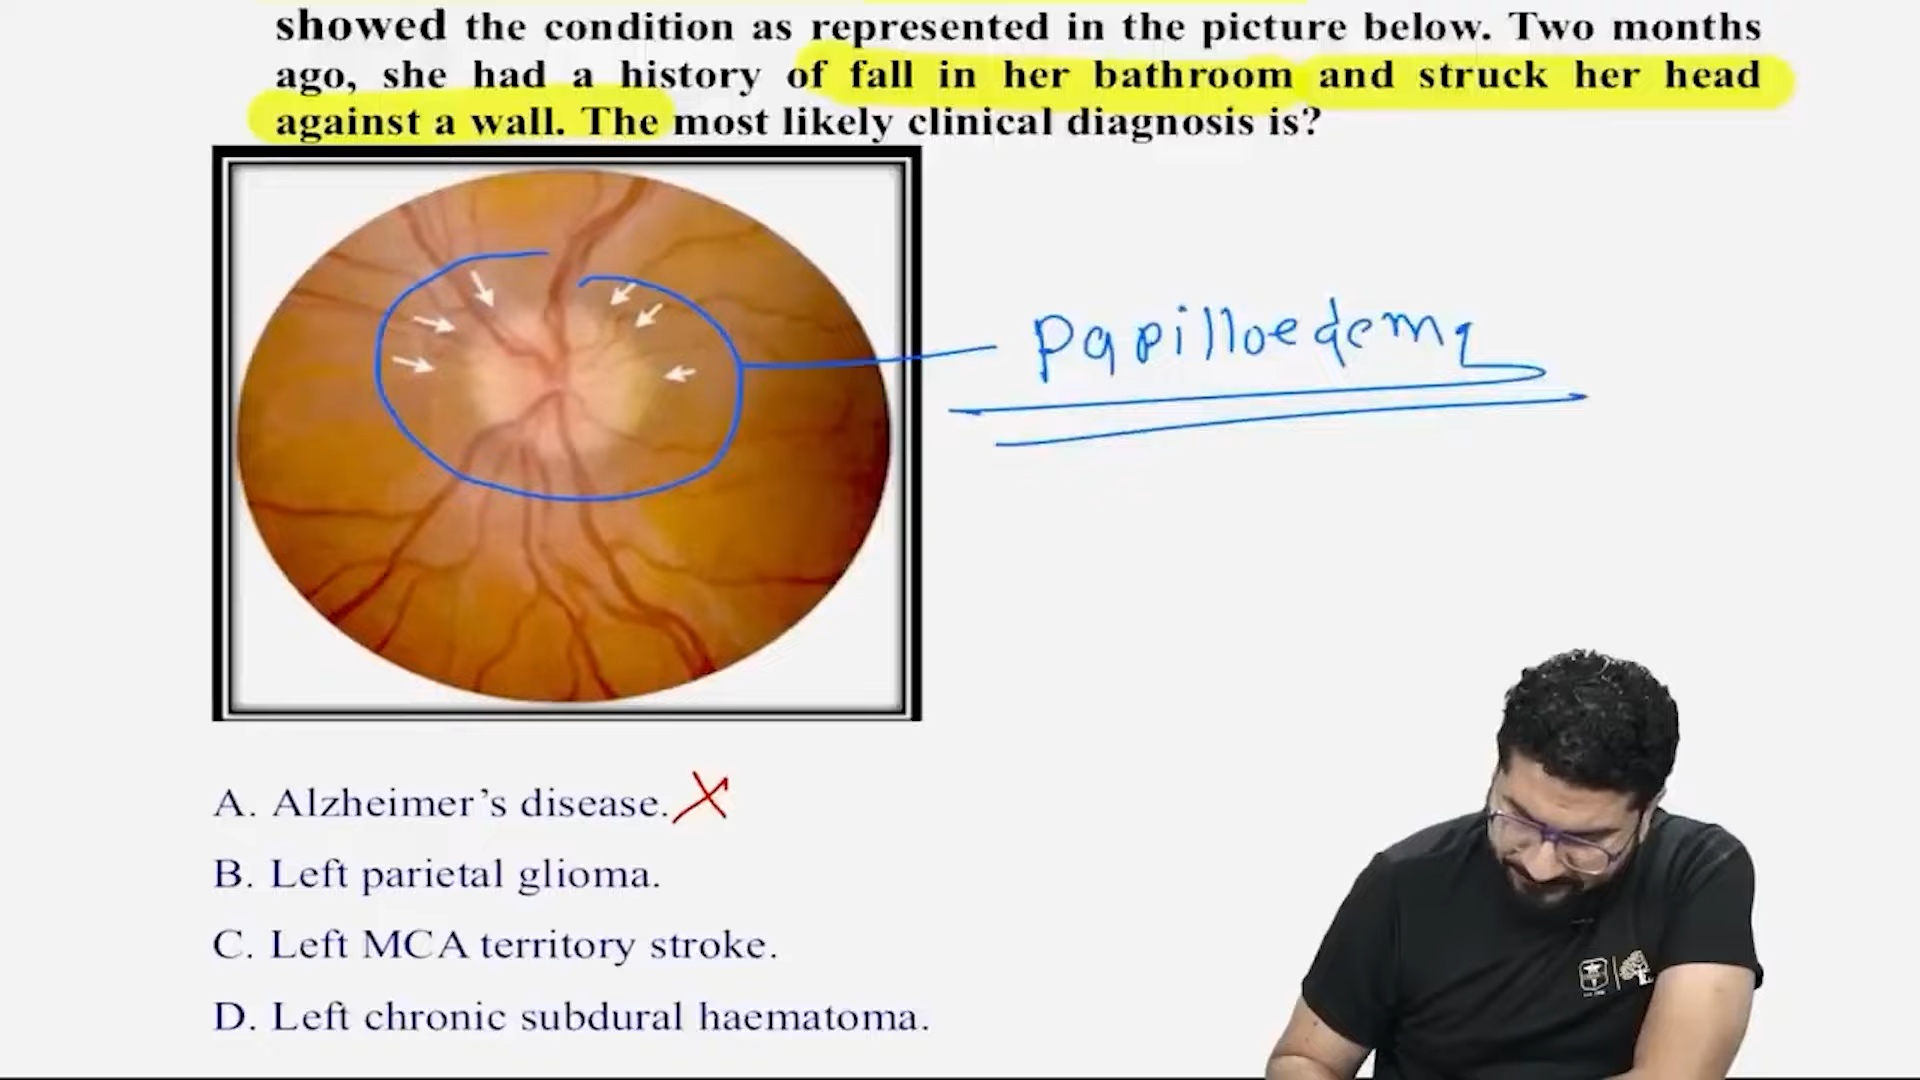 showed the condition as represented in the picture below. Two months
ago, she had a history of fall in her bathroom and struck her head
against a wall. The most likely clinical diagnosis is?
Papilloedema
A. Alzheimer’s disease.
B. Left parietal glioma.
C. Left MCA territory stroke.
D. Left chronic subdural haematoma.